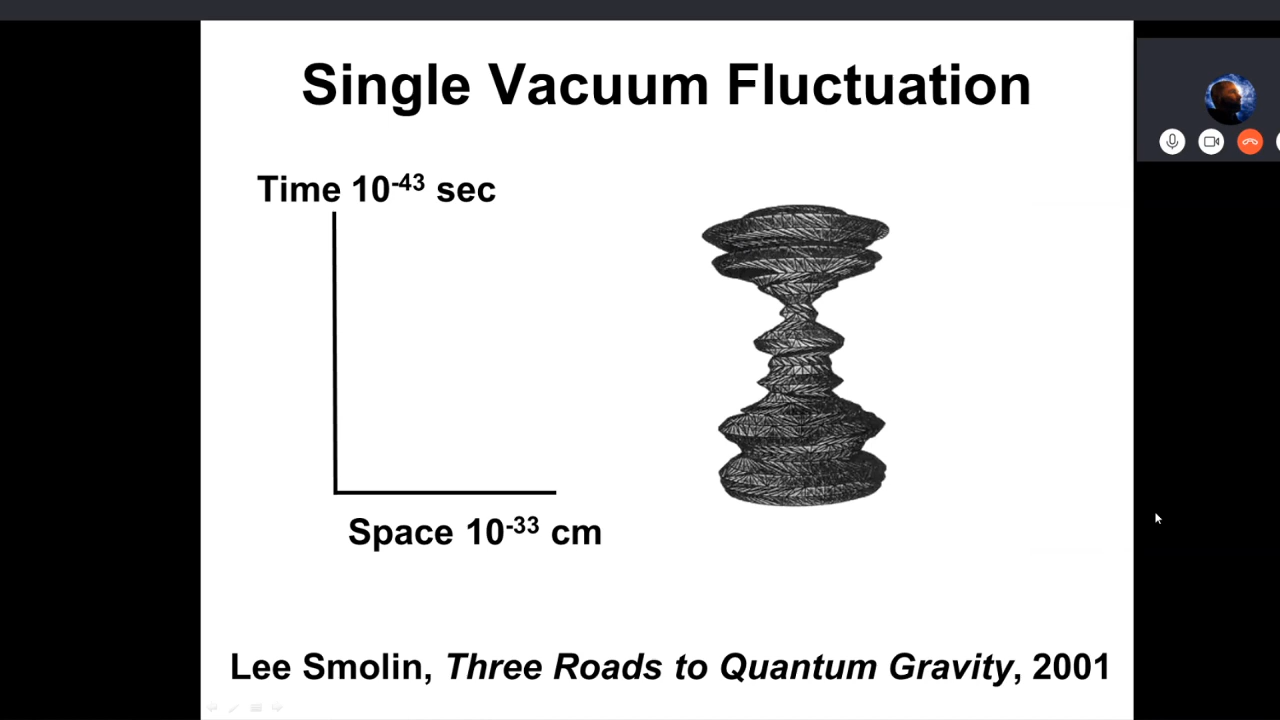 Single Vacuum Fluctuation
Time 10⁻⁴³ sec
Space 10⁻³³ cm
Lee Smolin, Three Roads to Quantum Gravity, 2001